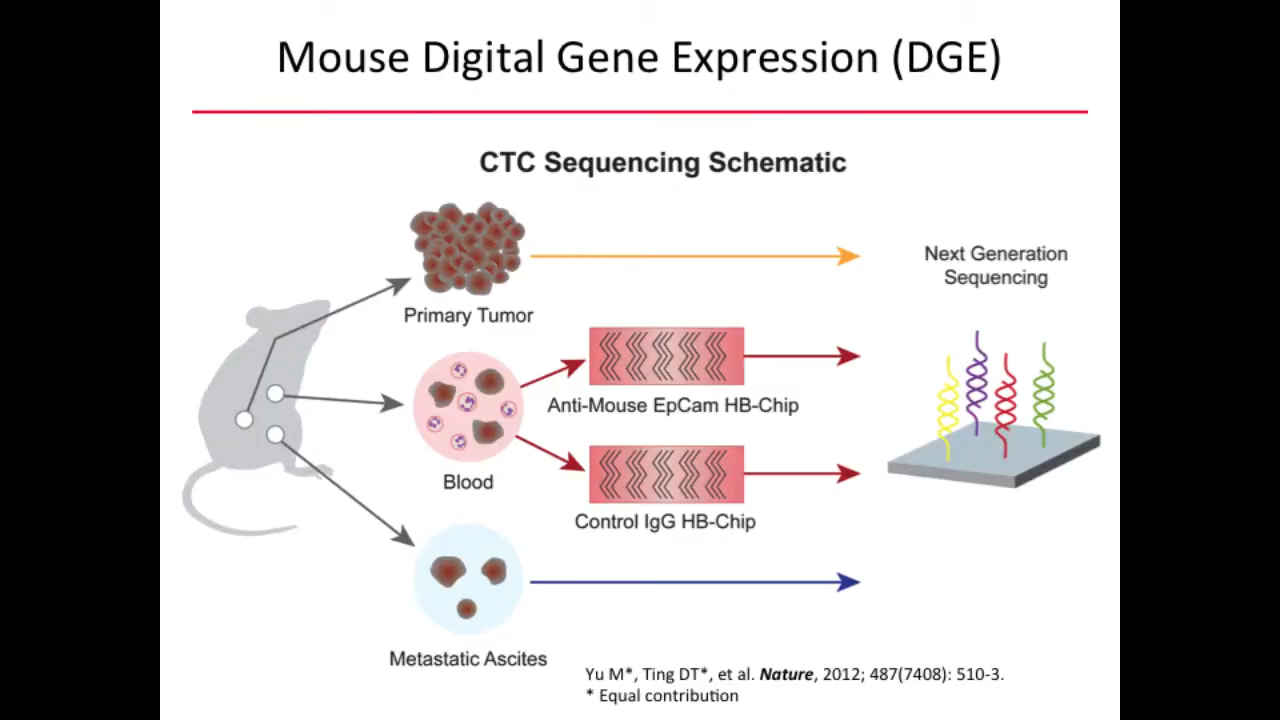 Mouse Digital Gene Expression (DGE)
CTC Sequencing Schematic
Next Generation
Sequencing
Primary Tumor
Anti-Mouse EpCam HB-Chip
Blood
Control IgG HB-Chip
Metastatic Ascites
Yu M*, Ting DT*, et al. Nature, 2012; 487(7408): 510-3.
* Equal contribution